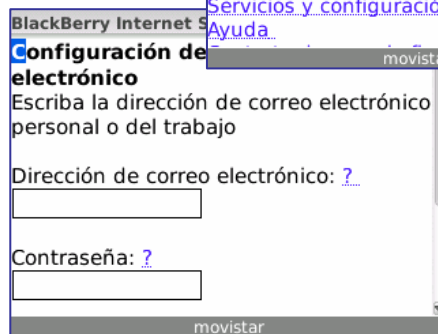 Servicios y configuració
Ayuda
movista
BlackBerry Internet S
Configuración de
electrónico
Escriba la dirección de correo electrónico
personal o del trabajo
Dirección de correo electrónico: ?
Contraseña: ?
movistar